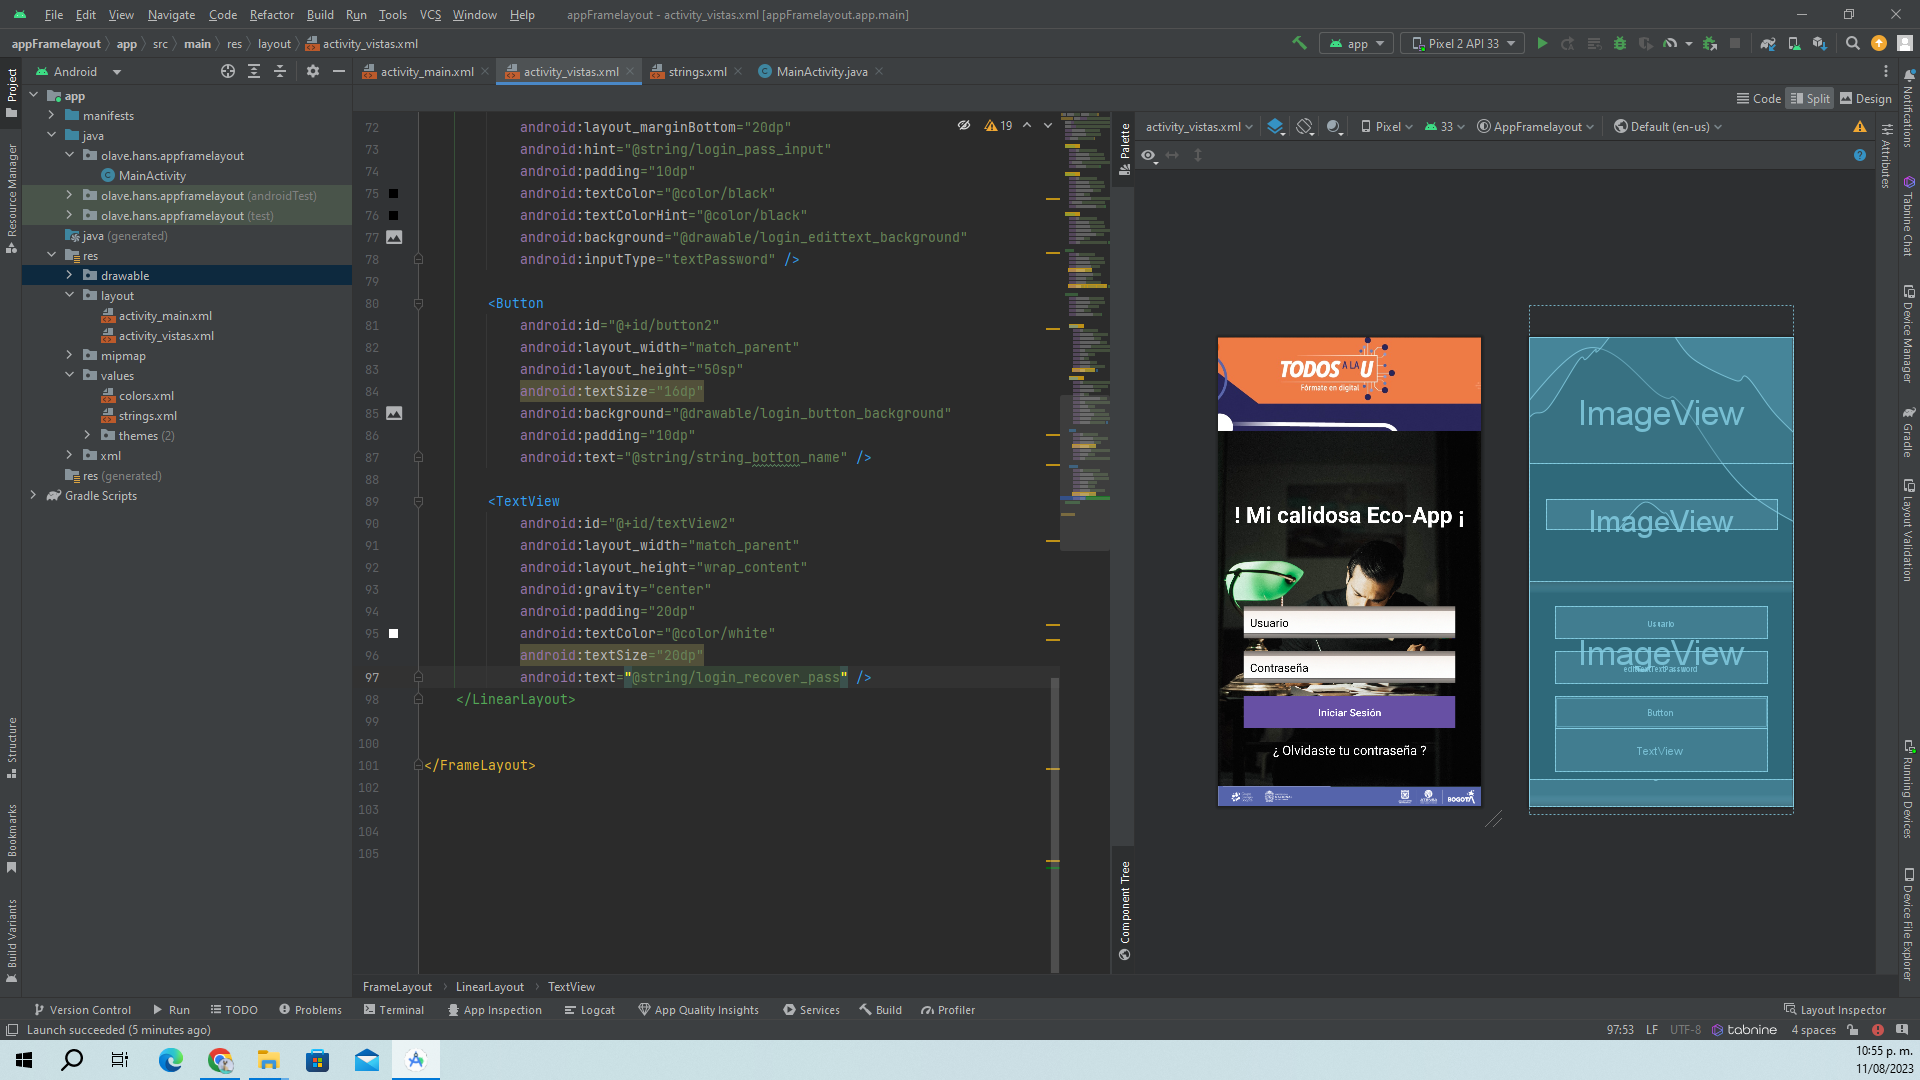 File Edit View Navigate Code Refactor Build Run Tools VCS Window Help appFramelayout - activity_vistas.xml [appFramelayout.app.main]
appFramelayout app src main res layout activity_vistas.xml app Pixel 2 API 33
Android activity_main.xml activity_vistas.xml strings.xml MainActivity.java
Code Split Design
Project
Resource Manager
Structure
Bookmarks
Build Variants
app
manifests
java
olave.hans.appframelayout
MainActivity
olave.hans.appframelayout (androidTest)
olave.hans.appframelayout (test)
java (generated)
res
drawable
layout
activity_main.xml
activity_vistas.xml
mipmap
values
colors.xml
strings.xml
themes (2)
xml
res (generated)
Gradle Scripts
19
72 android:layout_marginBottom="20dp"
73 android:hint="@string/login_pass_input"
74 android:padding="10dp"
75 android:textColor="@color/black"
76 android:textColorHint="@color/black"
77 android:background="@drawable/login_edittext_background"
78 android:inputType="textPassword" />
79
80 <Button
81 android:id="@+id/button2"
82 android:layout_width="match_parent"
83 android:layout_height="50sp"
84 android:textSize="16dp"
85 android:background="@drawable/login_button_background"
86 android:padding="10dp"
87 android:text="@string/string_botton_name" />
88
89 <TextView
90 android:id="@+id/textView2"
91 android:layout_width="match_parent"
92 android:layout_height="wrap_content"
93 android:gravity="center"
94 android:padding="20dp"
95 android:textColor="@color/white"
96 android:textSize="20dp"
97 android:text="@string/login_recover_pass" />
98 </LinearLayout>
99
100
101 </FrameLayout>
102
103
104
105
Palette
Component Tree
activity_vistas.xml Pixel 33 AppFramelayout Default (en-us)
TODOS A LA U
Fórmate en digital
! Mi calidosa Eco-App ¡
Usuario
Contraseña
Iniciar Sesión
¿ Olvidaste tu contraseña ?
BOGOTÁ
ImageView
ImageView
Usuario
ImageView
editTextTextPassword
Button
TextView
Attributes
Notifications
Tabnine Chat
Device Manager
Gradle
Layout Validation
Running Devices
Device File Explorer
FrameLayout LinearLayout TextView
Version Control Run TODO Problems Terminal App Inspection Logcat App Quality Insights Services Build Profiler Layout Inspector
Launch succeeded (5 minutes ago) 97:53 LF UTF-8 tabnine 4 spaces
10:55 p. m.
11/08/2023